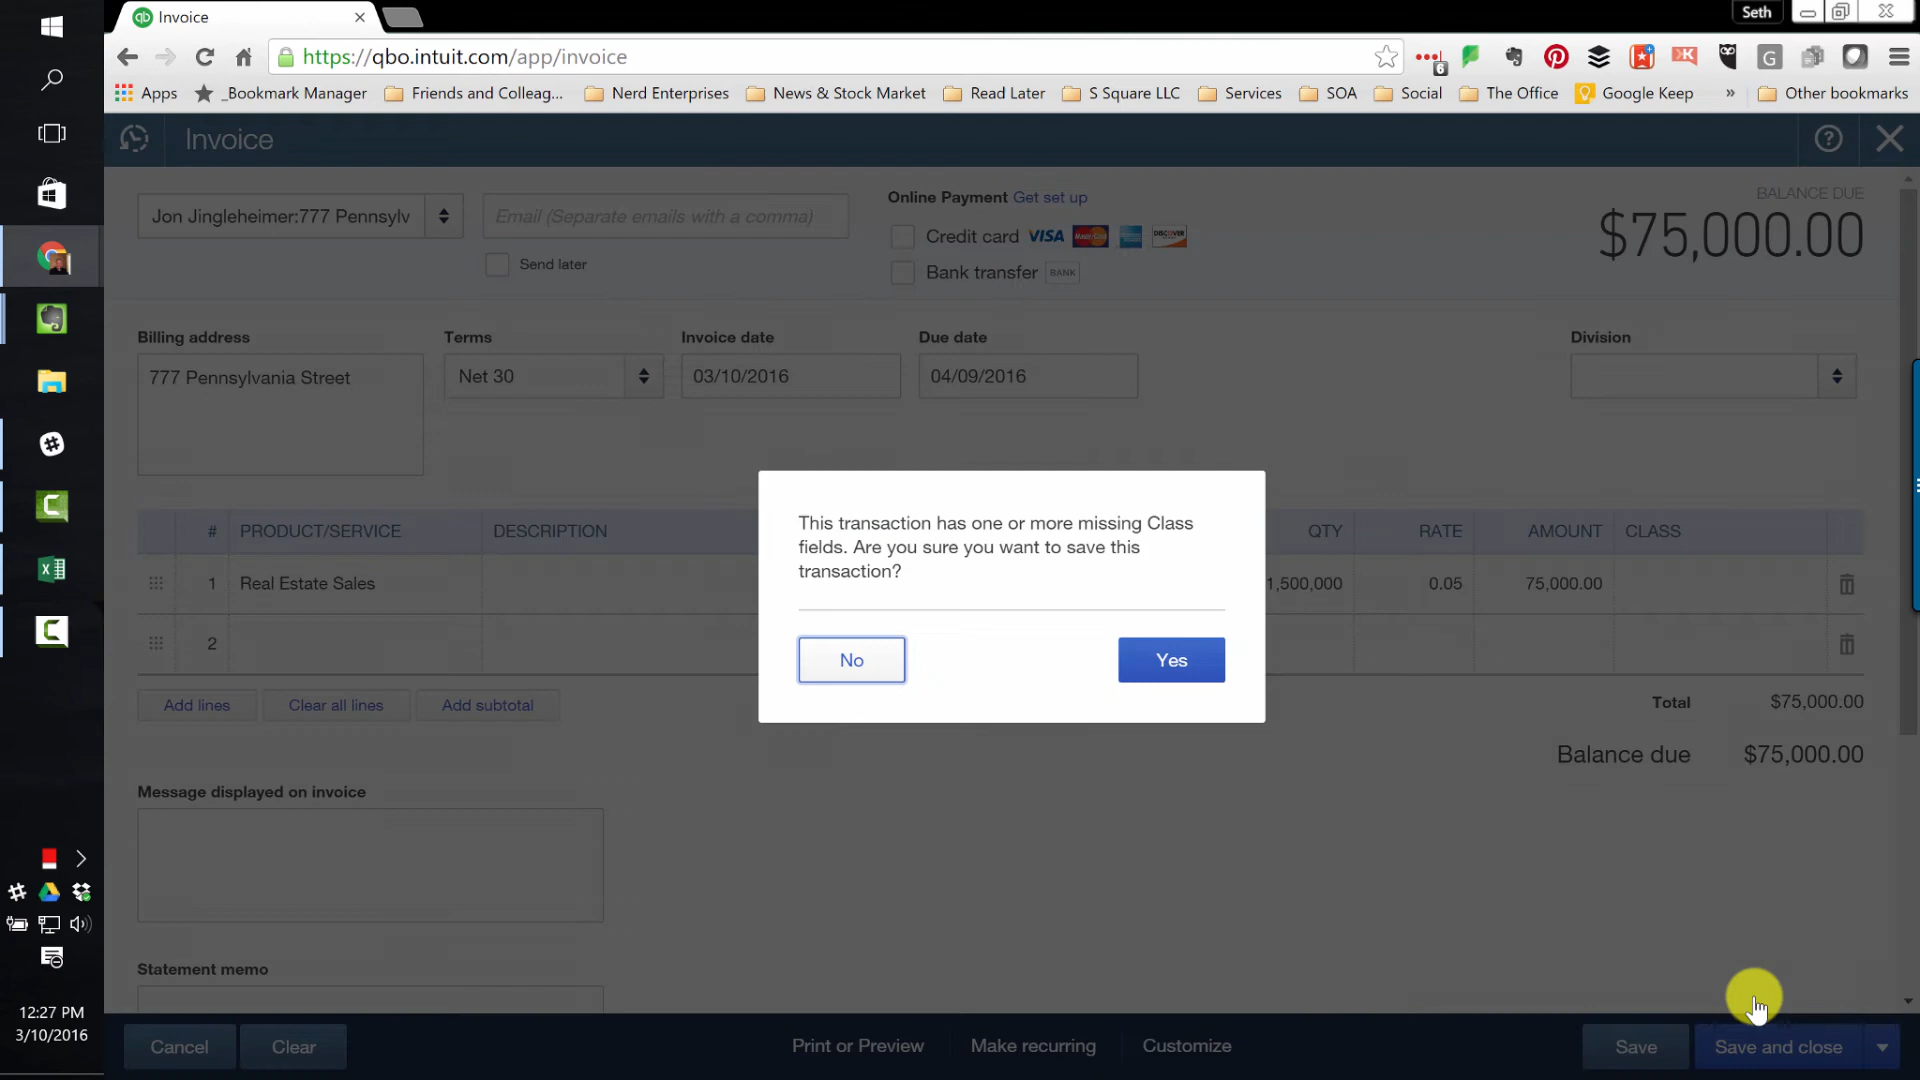 Invoice
Seth
https://qbo.intuit.com/app/invoice
6
Apps
_Bookmark Manager
Friends and Colleag...
Nerd Enterprises
News & Stock Market
Read Later
S Square LLC
Services
SOA
Social
The Office
Google Keep
»
Other bookmarks
Invoice
Jon Jingleheimer:777 Pennsylv
Email (Separate emails with a comma)
Send later
Online Payment Get set up
Credit card VISA MasterCard DISCOVER
Bank transfer BANK
BALANCE DUE
$75,000.00
Billing address
777 Pennsylvania Street
Terms
Net 30
Invoice date
03/10/2016
Due date
04/09/2016
Division
# PRODUCT/SERVICE DESCRIPTION QTY RATE AMOUNT CLASS
1 Real Estate Sales 1,500,000 0.05 75,000.00
2
This transaction has one or more missing Class
fields. Are you sure you want to save this
transaction?
No
Yes
Add lines
Clear all lines
Add subtotal
Total $75,000.00
Balance due $75,000.00
Message displayed on invoice
Statement memo
12:27 PM
3/10/2016
Cancel
Clear
Print or Preview
Make recurring
Customize
Save
Save and close